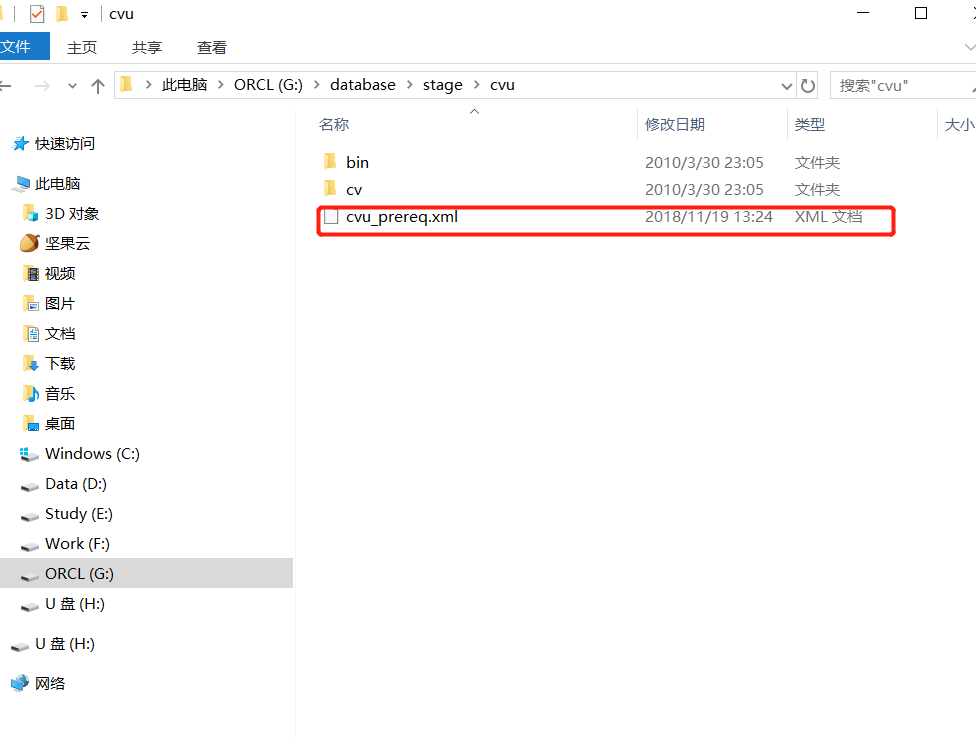 cvu
文件 主页 共享 查看
此电脑 ORCL (G:) database stage cvu 搜索"cvu"
名称 修改日期 类型 大小
bin 2010/3/30 23:05 文件夹
cv 2010/3/30 23:05 文件夹
cvu_prereq.xml 2018/11/19 13:24 XML 文档
快速访问
此电脑
3D 对象
坚果云
视频
图片
文档
下载
音乐
桌面
Windows (C:)
Data (D:)
Study (E:)
Work (F:)
ORCL (G:)
U 盘 (H:)
U 盘 (H:)
网络